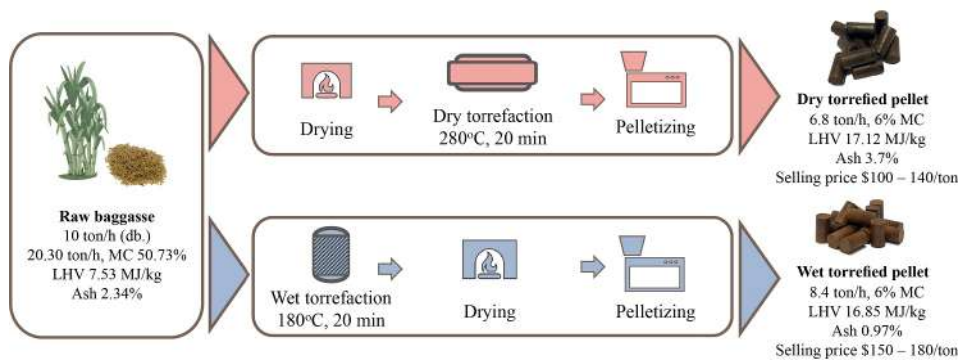 Raw baggasse
10 ton/h (db.)
20.30 ton/h, MC 50.73%
LHV 7.53 MJ/kg
Ash 2.34%
Drying
Dry torrefaction
280°C, 20 min
Pelletizing
Dry torrefied pellet
6.8 ton/h, 6% MC
LHV 17.12 MJ/kg
Ash 3.7%
Selling price $100 – 140/ton
Wet torrefaction
180°C, 20 min
Drying
Pelletizing
Wet torrefied pellet
8.4 ton/h, 6% MC
LHV 16.85 MJ/kg
Ash 0.97%
Selling price $150 – 180/ton